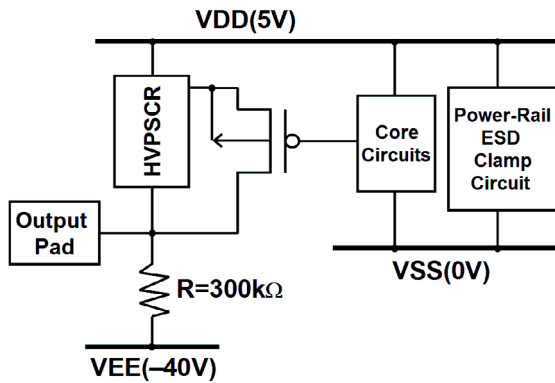 VDD(5V)
HVPSCR
Core
Circuits
Power-Rail
ESD
Clamp
Circuit
Output
Pad
VSS(0V)
R=300kΩ
VEE(–40V)